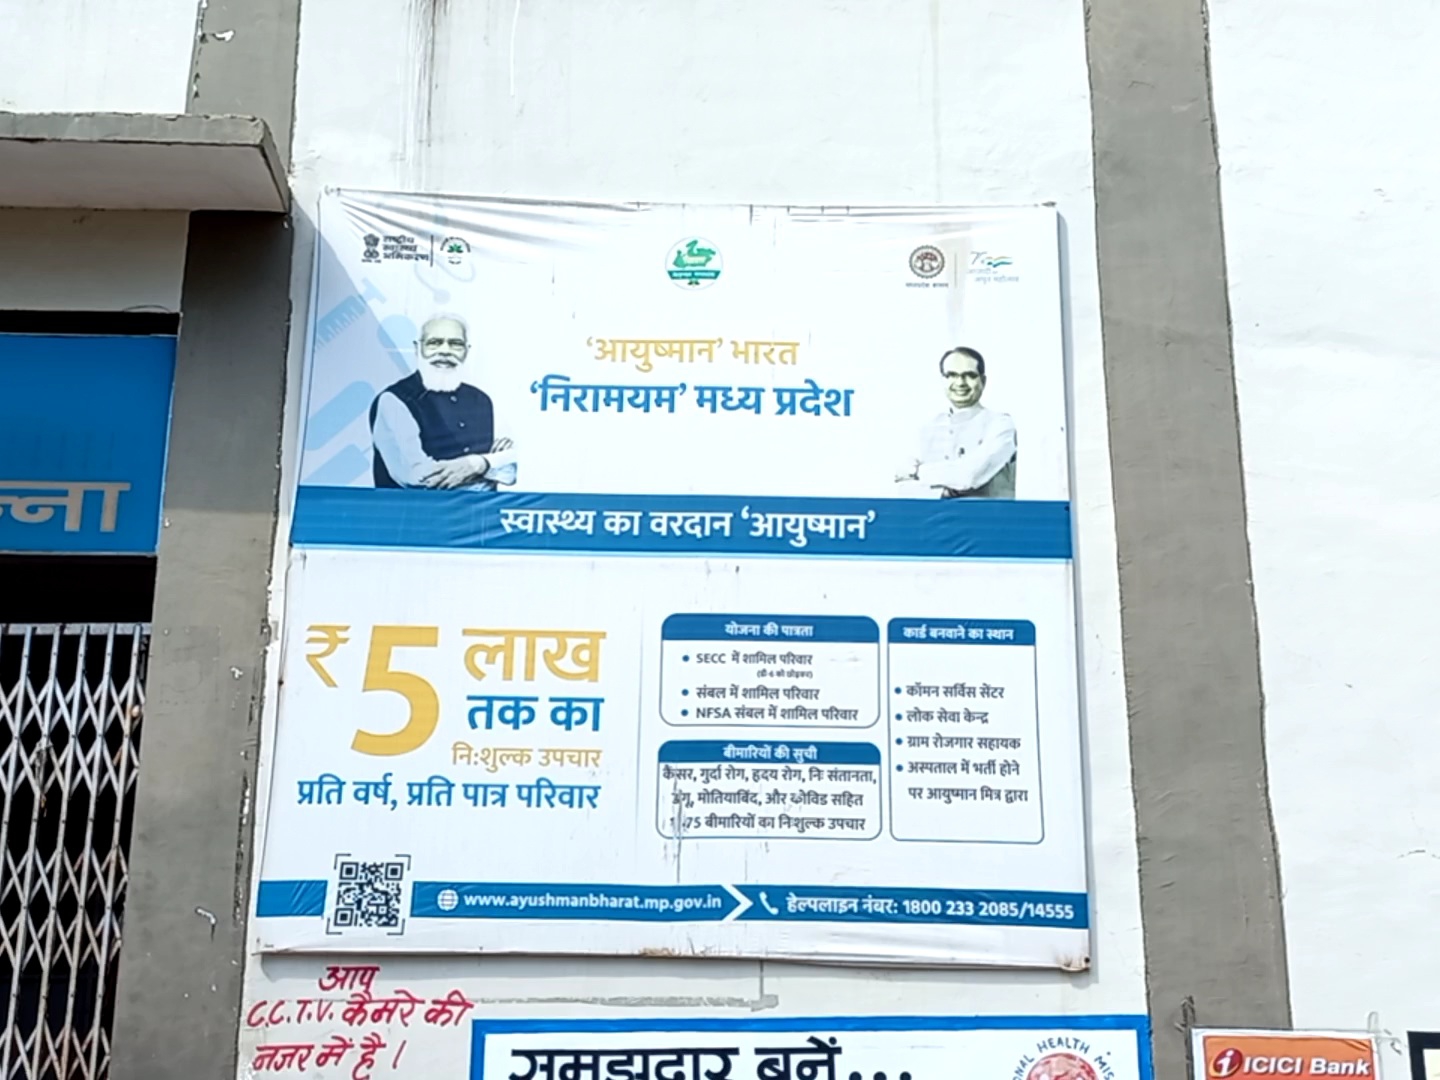 राष्ट्रीय
स्वास्थ्य
अभिकरण
'आयुष्मान' भारत
'निरामयम' मध्य प्रदेश
स्वास्थ्य का वरदान 'आयुष्मान'
₹5 लाख
तक का
नि:शुल्क उपचार
प्रति वर्ष, प्रति पात्र परिवार
योजना की पात्रता
• SECC में शामिल परिवार
• संबल में शामिल परिवार
• NFSA संबल में शामिल परिवार
बीमारियों की सूची
कैंसर, गुर्दा रोग, हृदय रोग, निः संतानता,
मोतियाबिंद, और कोविड सहित
बीमारियों का निःशुल्क उपचार
कार्ड बनवाने का स्थान
• कॉमन सर्विस सेंटर
• लोक सेवा केन्द्र
• ग्राम रोजगार सहायक
• अस्पताल में भर्ती होने
पर आयुष्मान मित्र द्वारा
www.ayushmanbharat.mp.gov.in
हेल्पलाइन नंबर: 1800 233 2085/14555
आप
C.C.T.V. कैमरे की
नजर में है।
समझदार बनें...
HEALTH
ICICI Bank